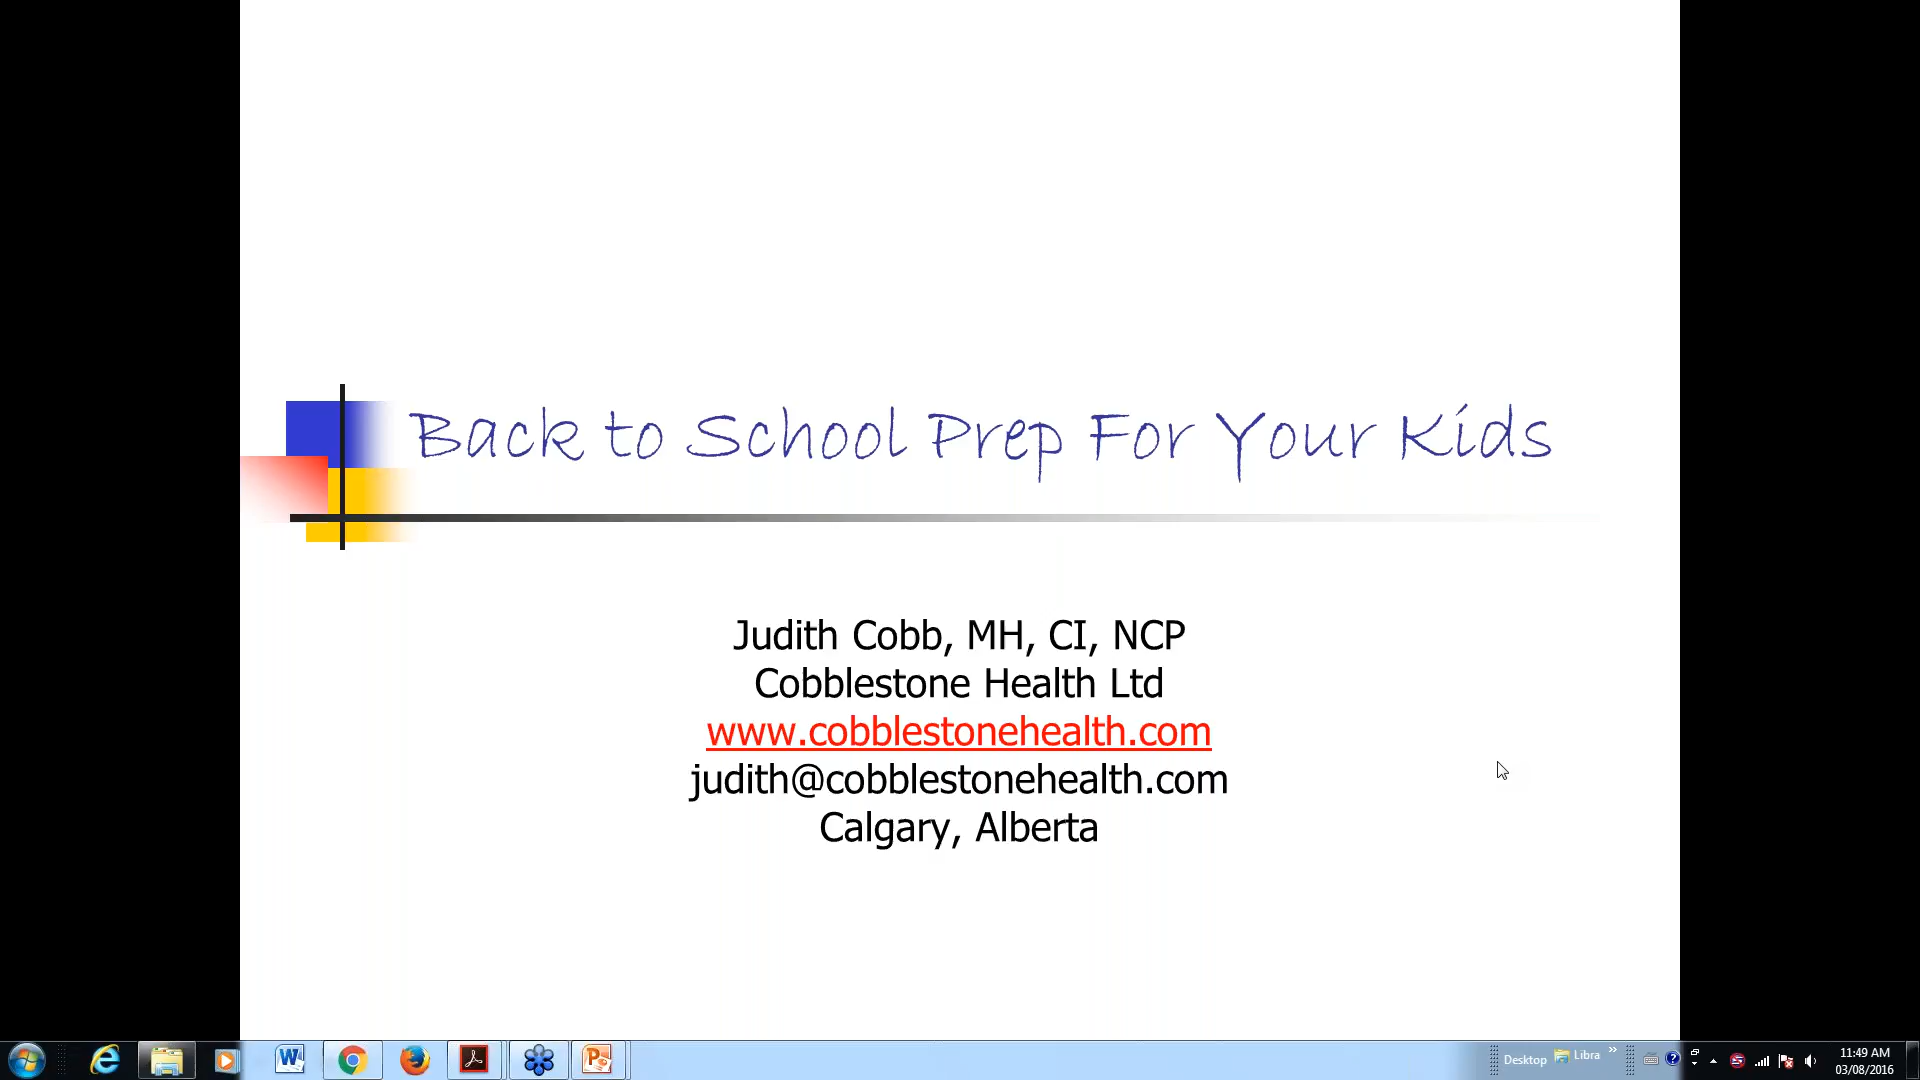 Back to School Prep For Your Kids
Judith Cobb, MH, CI, NCP
Cobblestone Health Ltd
www.cobblestonehealth.com
judith@cobblestonehealth.com
Calgary, Alberta
Desktop Libra »
11:49 AM
03/08/2016